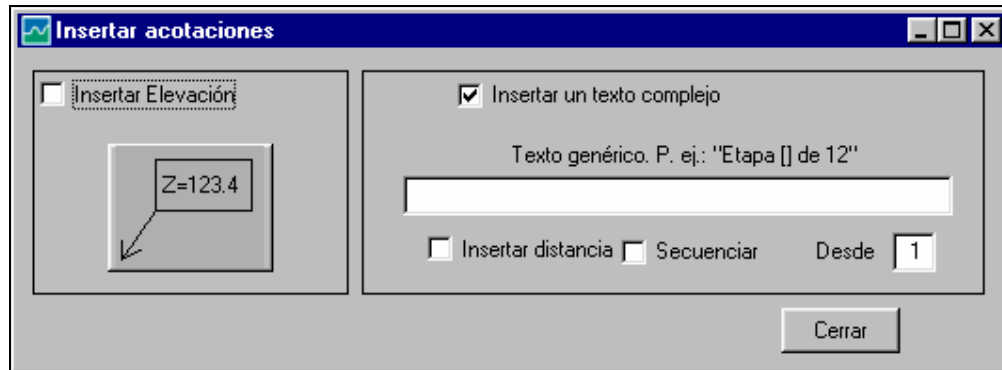 Insertar acotaciones
Insertar Elevación
Z=123.4
Insertar un texto complejo
Texto genérico. P. ej.: "Etapa [] de 12"
Insertar distancia
Secuenciar
Desde 1
Cerrar